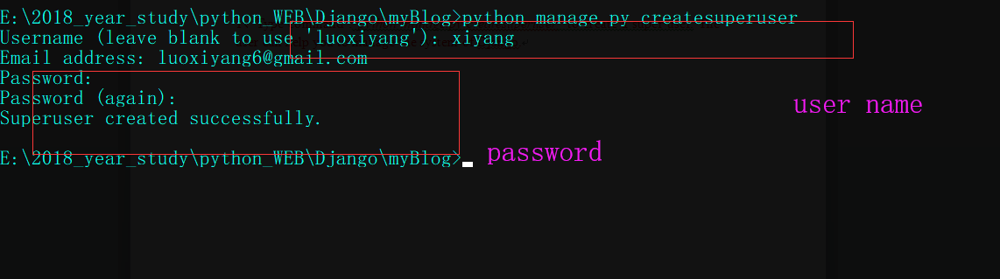 E:\2018_year_study\python_WEB\Django\myBlog>python manage.py createsuperuser
Username (leave blank to use 'luoxiyang'): xiyang
Email address: luoxiyang6@gmail.com
Password:
Password (again):
Superuser created successfully.
user name
E:\2018_year_study\python_WEB\Django\myBlog>
password